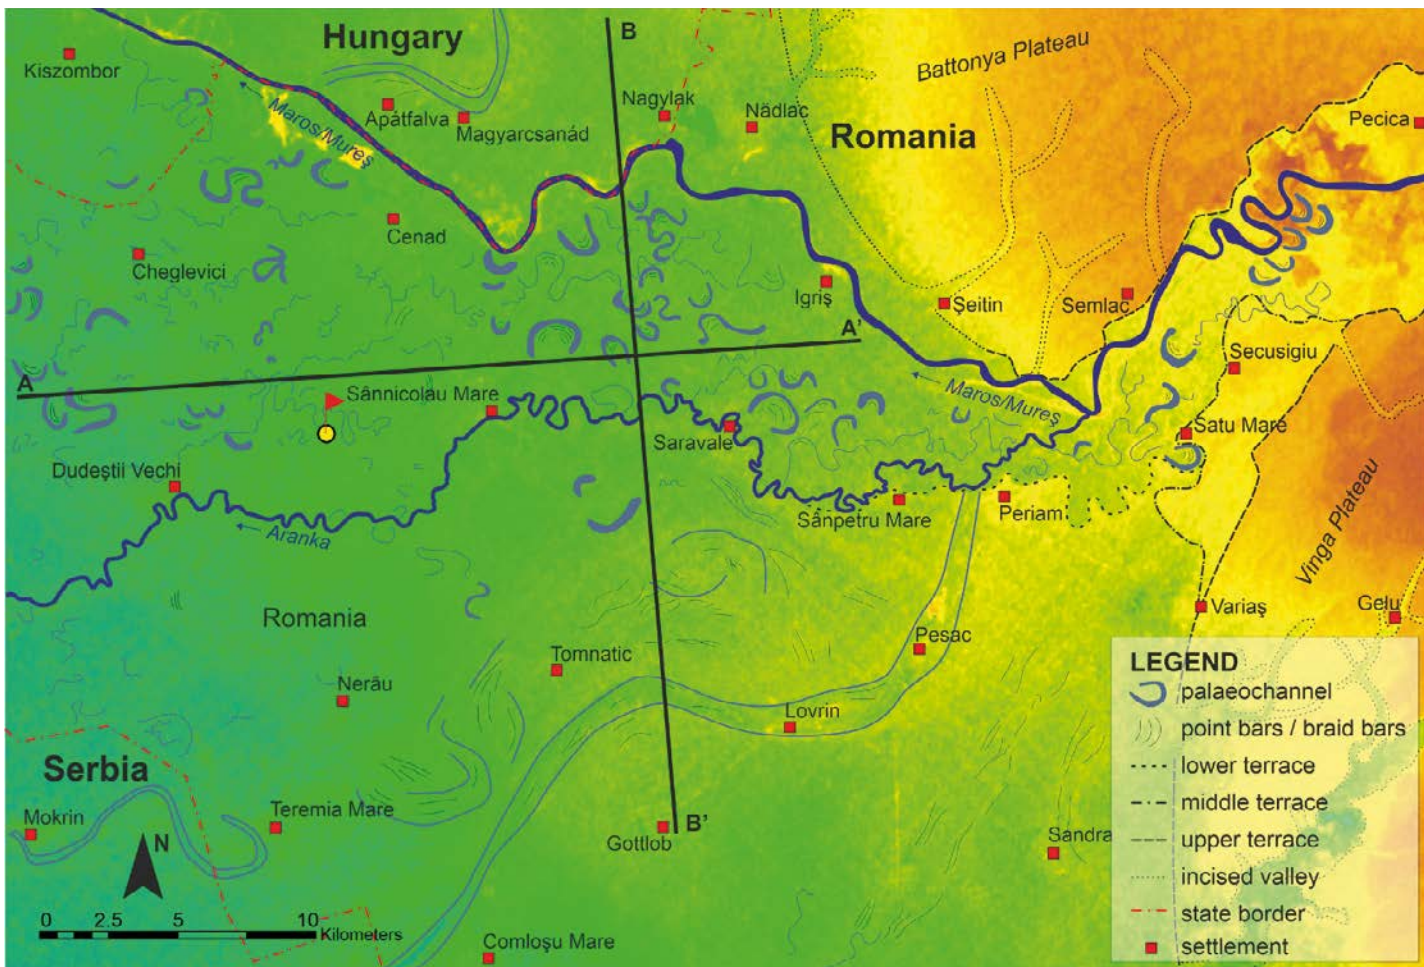 Hungary
B
Battonya Plateau
Kiszombor
Nagylak
Nädlac
Pecica
Apátfalva
Magyarcsanád
Romania
Maros/Mureş
Cenad
Cheglevici
Igriş
Şeitin
Semlac
A'
Secusigiu
A
Sânnicolau Mare
Maros/Mureş
Saravale
Satu Mare
Dudeştii Vechi
Sânpetru Mare
Periam
Aranka
Vinga Plateau
Romania
Variaş
Gelu
Tomnatic
Pesac
Nerău
Lovrin
LEGEND
palaeochannel
point bars / braid bars
lower terrace
middle terrace
upper terrace
incised valley
state border
settlement
Serbia
Mokrin
Teremia Mare
B'
Gottlob
Sandra
N
0 2.5 5 10
Kilometers
Comloşu Mare